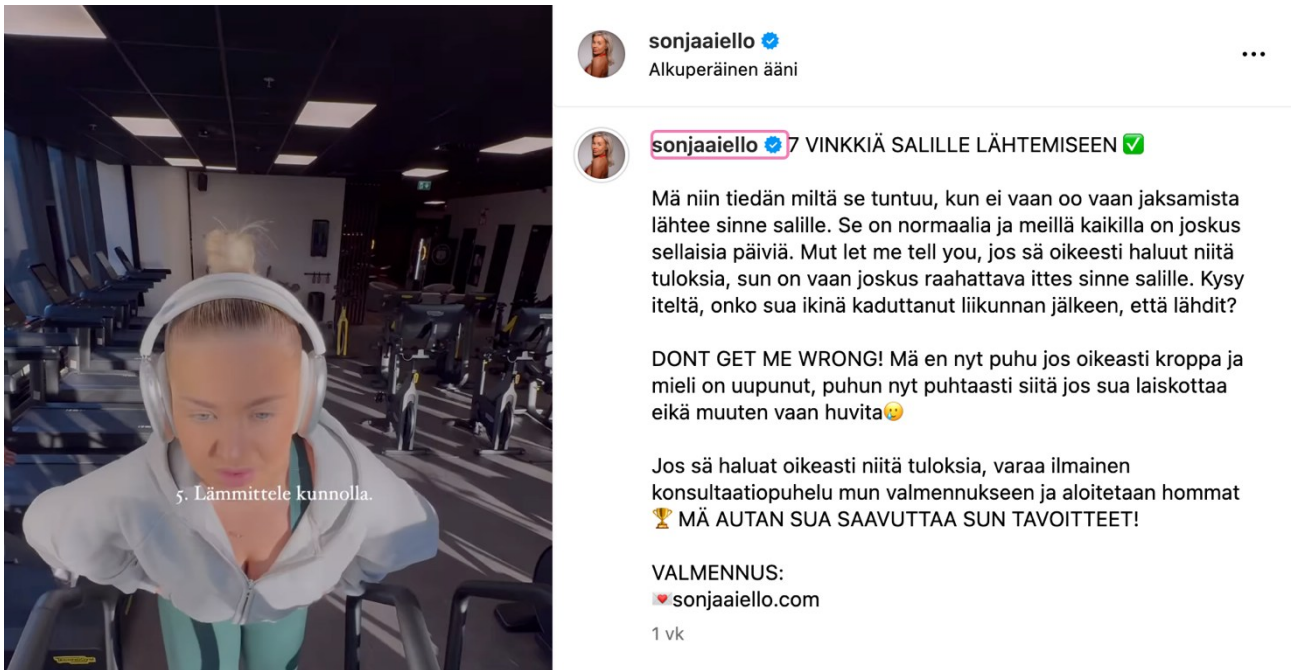 5. Lämmittele kunnolla.
sonjaaiello
Alkuperäinen ääni
sonjaaiello 7 VINKKIÄ SALILLE LÄHTEMISEEN ✅
Mä niin tiedän miltä se tuntuu, kun ei vaan oo vaan jaksamista
lähtee sinne salille. Se on normaalia ja meillä kaikilla on joskus
sellaisia päiviä. Mut let me tell you, jos sä oikeesti haluut niitä
tuloksia, sun on vaan joskus raahattava ittes sinne salille. Kysy
iteltä, onko sua ikinä kaduttanut liikunnan jälkeen, että lähdit?
DONT GET ME WRONG! Mä en nyt puhu jos oikeasti kroppa ja
mieli on uupunut, puhun nyt puhtaasti siitä jos sua laiskottaa
eikä muuten vaan huvita🥲
Jos sä haluat oikeasti niitä tuloksia, varaa ilmainen
konsultaatiopuhelu mun valmennukseen ja aloitetaan hommat
🏆 MÄ AUTAN SUA SAAVUTTAA SUN TAVOITTEET!
VALMENNUS:
💌sonjaaiello.com
1 vk